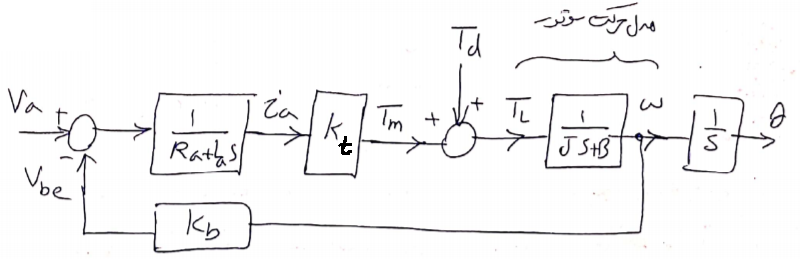 مدل حرکت موتور
Td
Va + 1/(Ra+LaS) ia Kt Tm + + TL 1/(JS+B) ω 1/S θ
-
Vbe
Kb